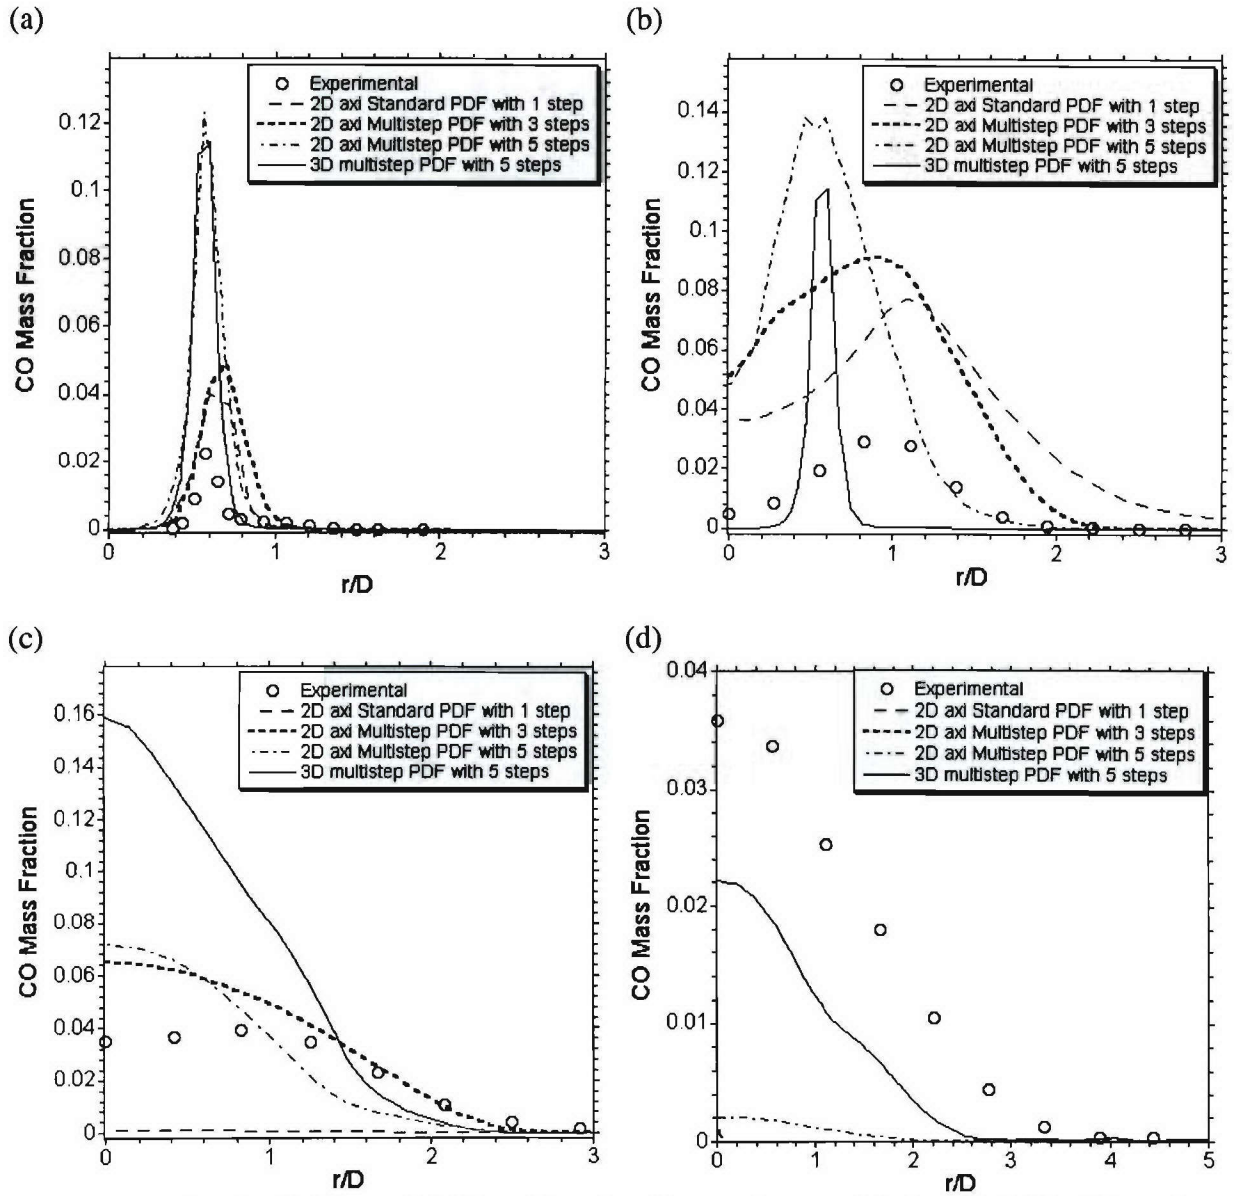 (a)
Experimental
2D axi Standard PDF with 1 step
2D axi Multistep PDF with 3 steps
2D axi Multistep PDF with 5 steps
3D multistep PDF with 5 steps
CO Mass Fraction
0.12
0.1
0.08
0.06
0.04
0.02
0
0 1 2 3
r/D
(b)
Experimental
2D axi Standard PDF with 1 step
2D axi Multistep PDF with 3 steps
2D axi Multistep PDF with 5 steps
3D multistep PDF with 5 steps
CO Mass Fraction
0.14
0.12
0.1
0.08
0.06
0.04
0.02
0
0 1 2 3
r/D
(c)
Experimental
2D axi Standard PDF with 1 step
2D axi Multistep PDF with 3 steps
2D axi Multistep PDF with 5 steps
3D multistep PDF with 5 steps
CO Mass Fraction
0.16
0.14
0.12
0.1
0.08
0.06
0.04
0.02
0
0 1 2 3
r/D
(d)
Experimental
2D axi Standard PDF with 1 step
2D axi Multistep PDF with 3 steps
2D axi Multistep PDF with 5 steps
3D multistep PDF with 5 steps
CO Mass Fraction
0.04
0.03
0.02
0.01
0
0 1 2 3 4 5
r/D